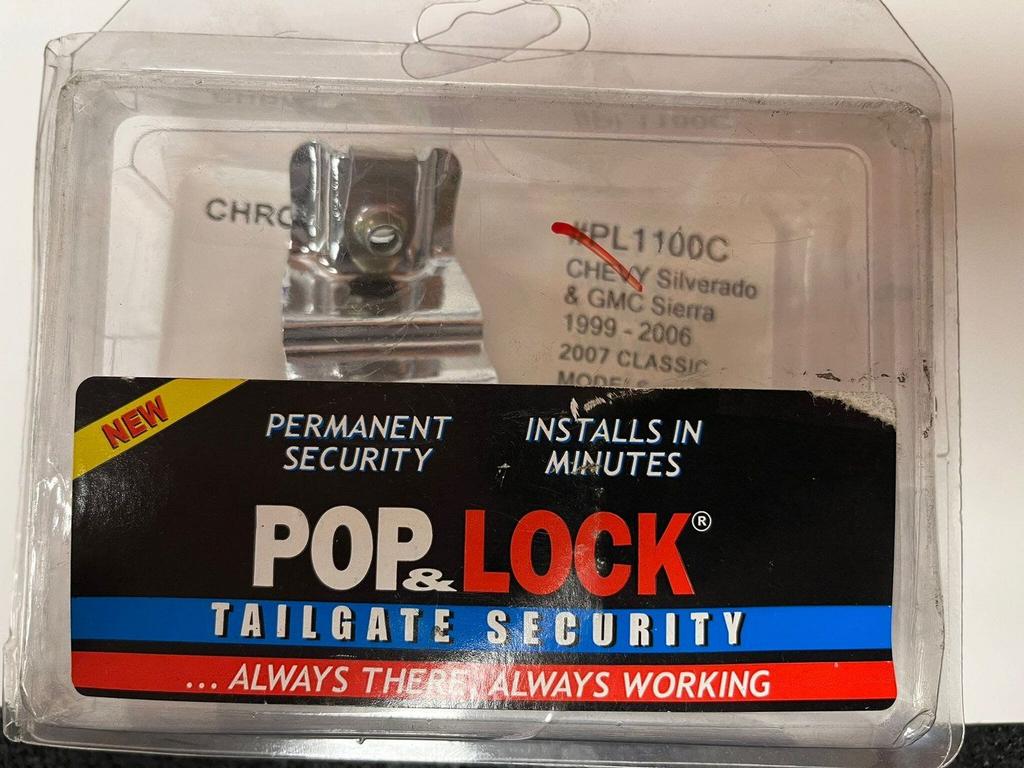 CHRO
#PL1100C
CHEVY Silverado
& GMC Sierra
1999 - 2006
2007 CLASSIC
MODELS
NEW
PERMANENT
SECURITY
INSTALLS IN
MINUTES
POP & LOCK®
TAILGATE SECURITY
... ALWAYS THERE, ALWAYS WORKING